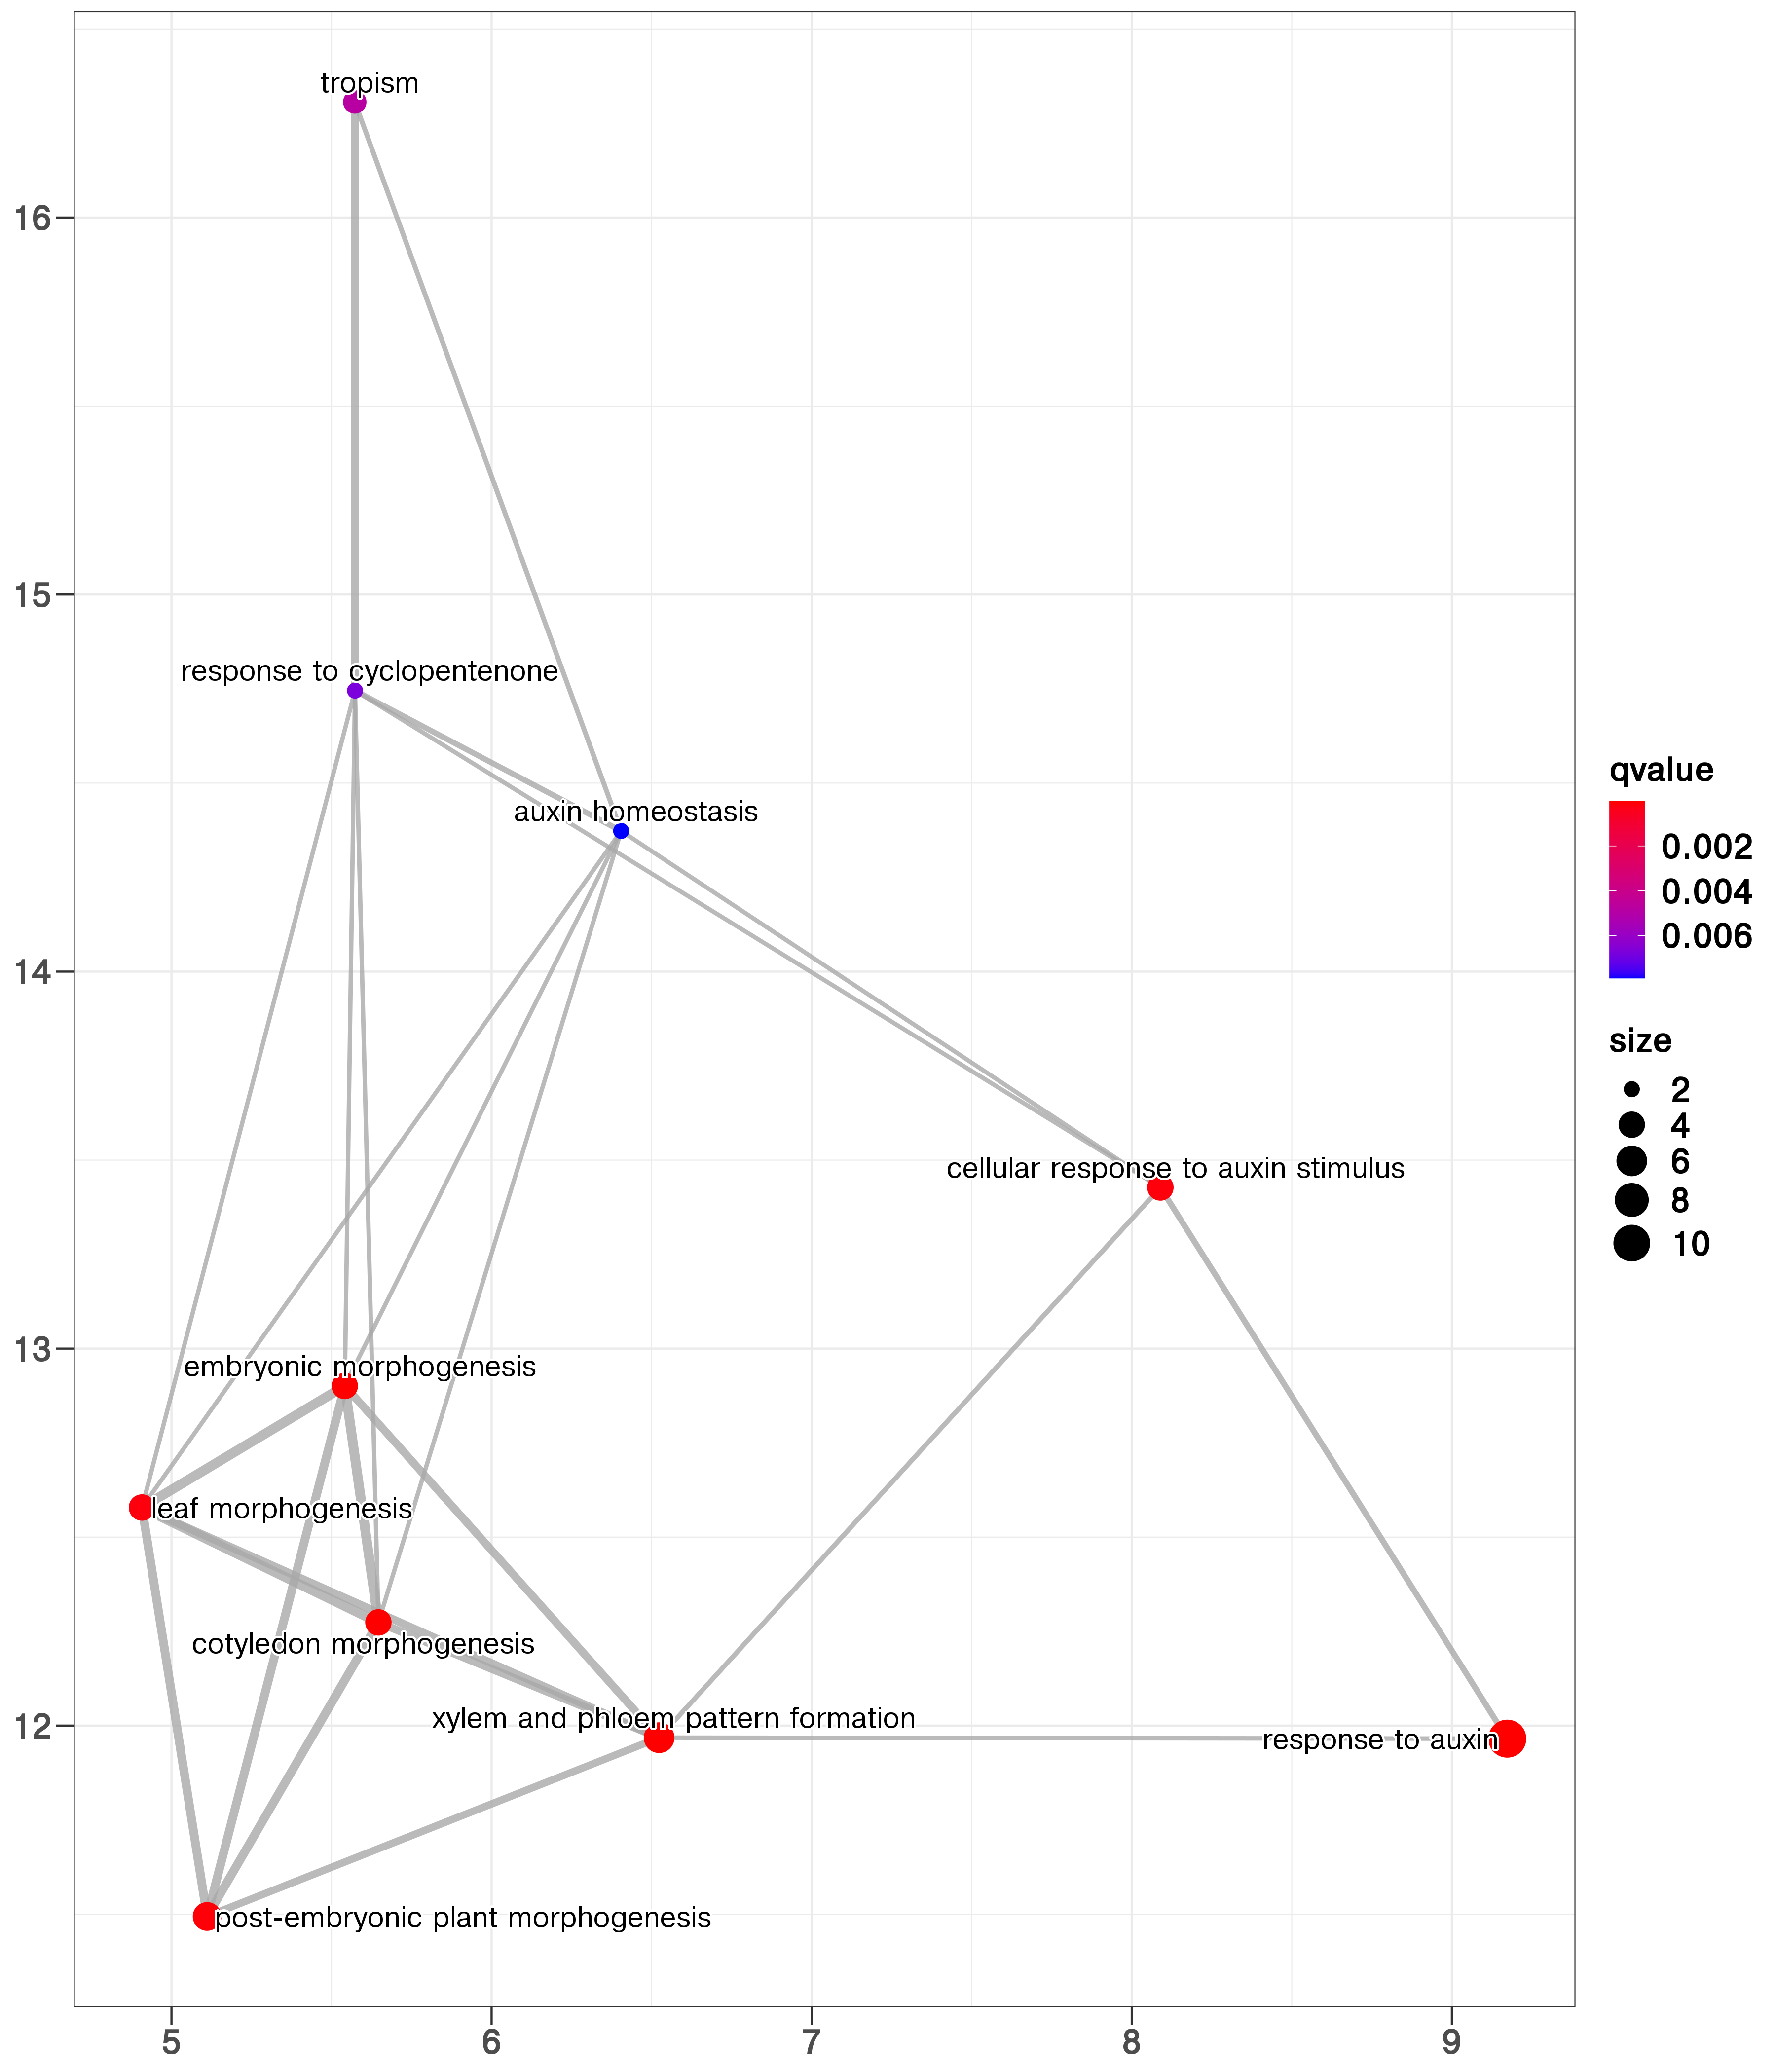 tropism
16
15
response to cyclopentenone
auxin homeostasis
14
cellular response to auxin stimulus
13
embryonic morphogenesis
leaf morphogenesis
cotyledon morphogenesis
12
xylem and phloem pattern formation
response to auxin
post-embryonic plant morphogenesis
5 6 7 8 9
qvalue
0.002
0.004
0.006
size
2
4
6
8
10